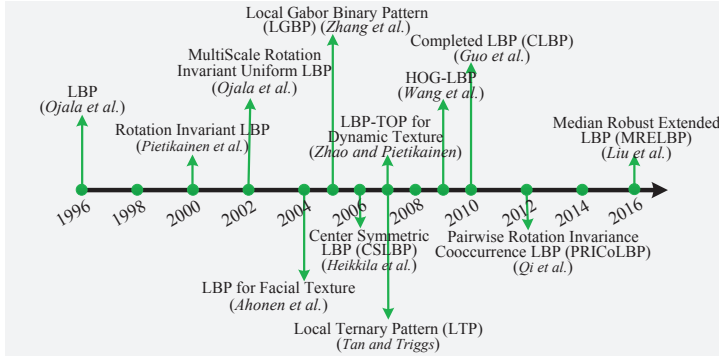 LBP
(Ojala et al.)
Rotation Invariant LBP
(Pietikainen et al.)
MultiScale Rotation
Invariant Uniform LBP
(Ojala et al.)
Local Gabor Binary Pattern
(LGBP) (Zhang et al.)
LBP-TOP for
Dynamic Texture
(Zhao and Pietikainen)
HOG-LBP
(Wang et al.)
Completed LBP (CLBP)
(Guo et al.)
Median Robust Extended
LBP (MRELBP)
(Liu et al.)
1996
1998
2000
2002
2004
2006
2008
2010
2012
2014
2016
LBP for Facial Texture
(Ahonen et al.)
Center Symmetric
LBP (CSLBP)
(Heikkila et al.)
Local Ternary Pattern (LTP)
(Tan and Triggs)
Pairwise Rotation Invariance
Cooccurrence LBP (PRICoLBP)
(Qi et al.)